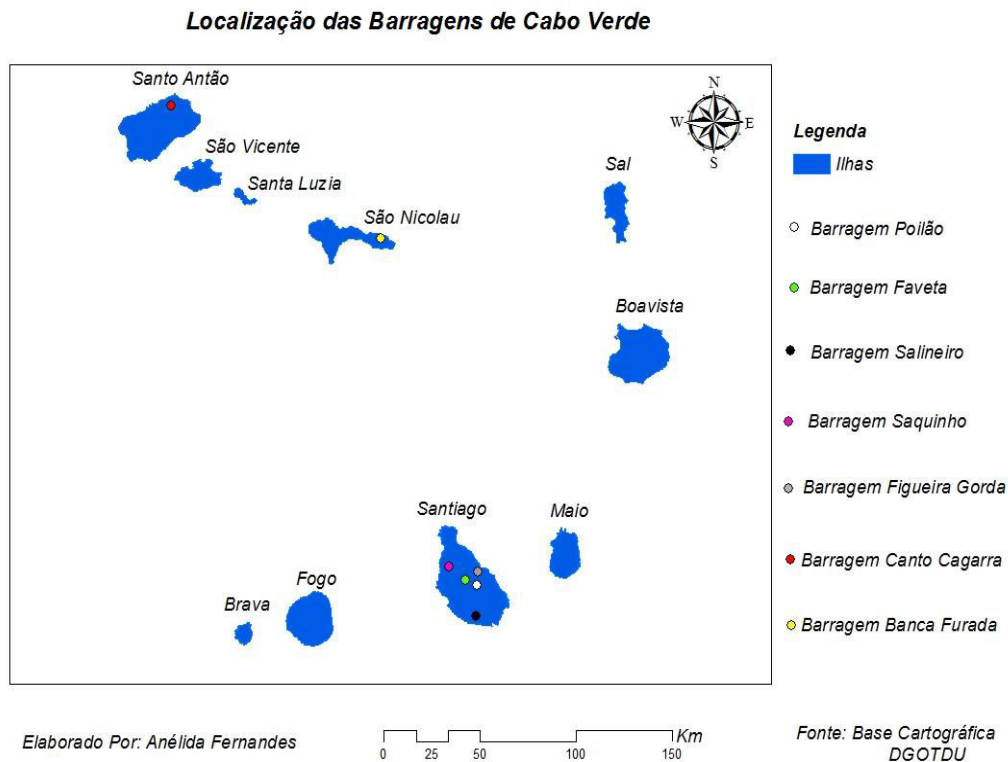 Localização das Barragens de Cabo Verde
Santo Antão
São Vicente
Santa Luzia
São Nicolau
Sal
Boavista
Santiago
Maio
Fogo
Brava
N
W
E
S
Legenda
Ilhas
Barragem Poilão
Barragem Faveta
Barragem Salineiro
Barragem Saquinho
Barragem Figueira Gorda
Barragem Canto Cagarra
Barragem Banca Furada
Elaborado Por: Anélida Fernandes
Km
0 25 50 100 150
Fonte: Base Cartográfica
DGOTDU